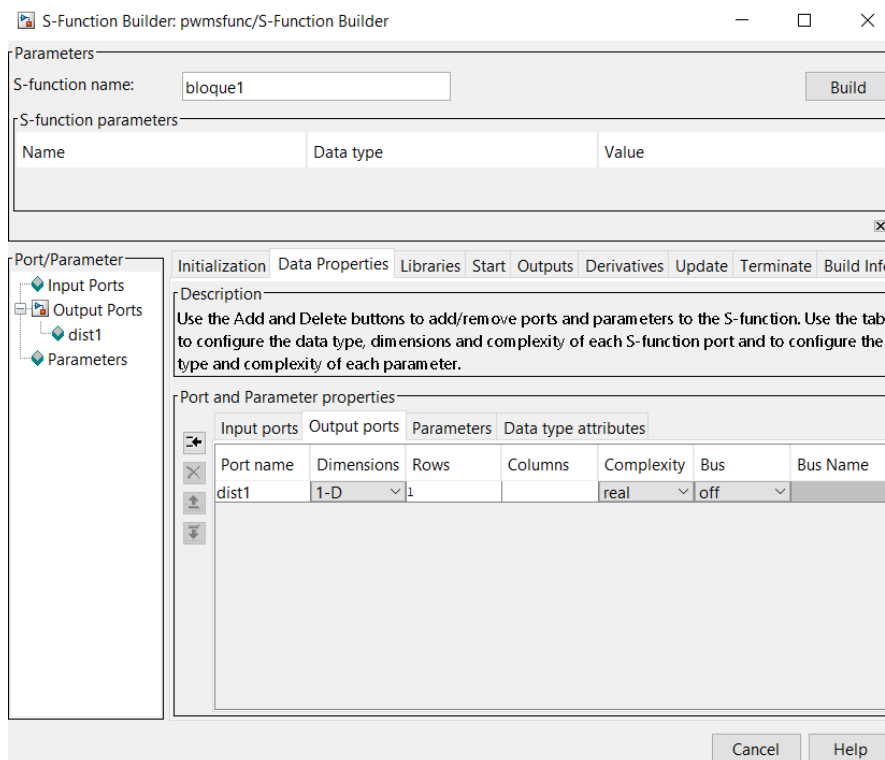 S-Function Builder: pwmsfunc/S-Function Builder
Parameters
S-function name: bloque1 Build
S-function parameters
Name Data type Value
Port/Parameter
Input Ports
Output Ports
dist1
Parameters
Initialization Data Properties Libraries Start Outputs Derivatives Update Terminate Build Info
Description
Use the Add and Delete buttons to add/remove ports and parameters to the S-function. Use the tab
to configure the data type, dimensions and complexity of each S-function port and to configure the
type and complexity of each parameter.
Port and Parameter properties
Input ports Output ports Parameters Data type attributes
Port name Dimensions Rows Columns Complexity Bus Bus Name
dist1 1-D 1 real off
Cancel Help